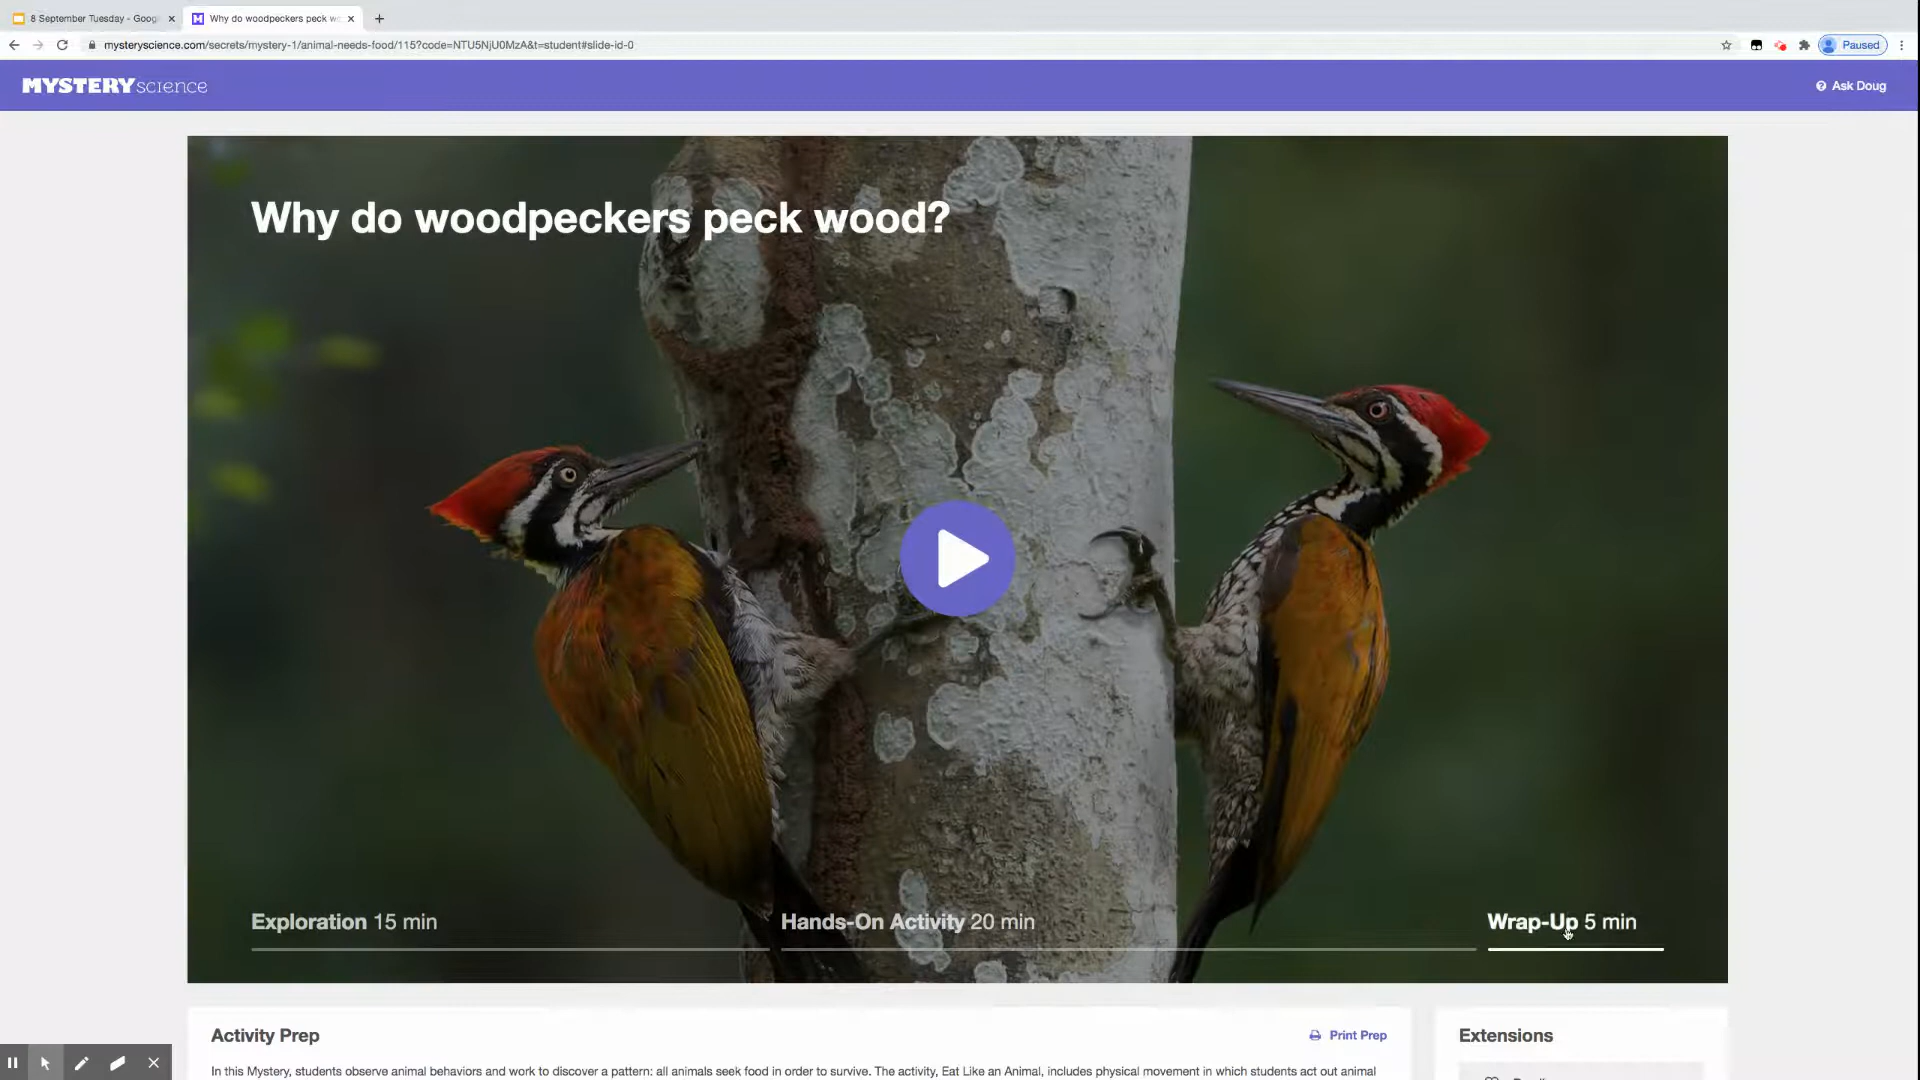 8 September Tuesday - Goog
Why do woodpeckers peck w
mysteryscience.com/secrets/mystery-1/animal-needs-food/115?code=NTU5NjU0MzA&t=student#slide-id-0
Paused
MYSTERYscience
Ask Doug
Why do woodpeckers peck wood?
Exploration 15 min
Hands-On Activity 20 min
Wrap-Up 5 min
Activity Prep
Print Prep
Extensions
In this Mystery, students observe animal behaviors and work to discover a pattern: all animals seek food in order to survive. The activity, Eat Like an Animal, includes physical movement in which students act out animal